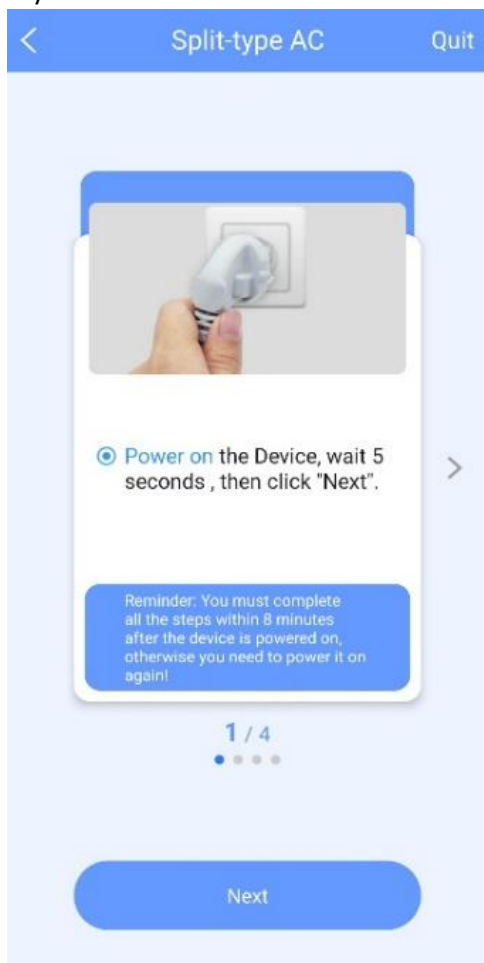 Split-type AC
Quit
Power on the Device, wait 5
seconds , then click "Next".
Reminder: You must complete
all the steps within 8 minutes
after the device is powered on,
otherwise you need to power it on
again!
1 / 4
Next